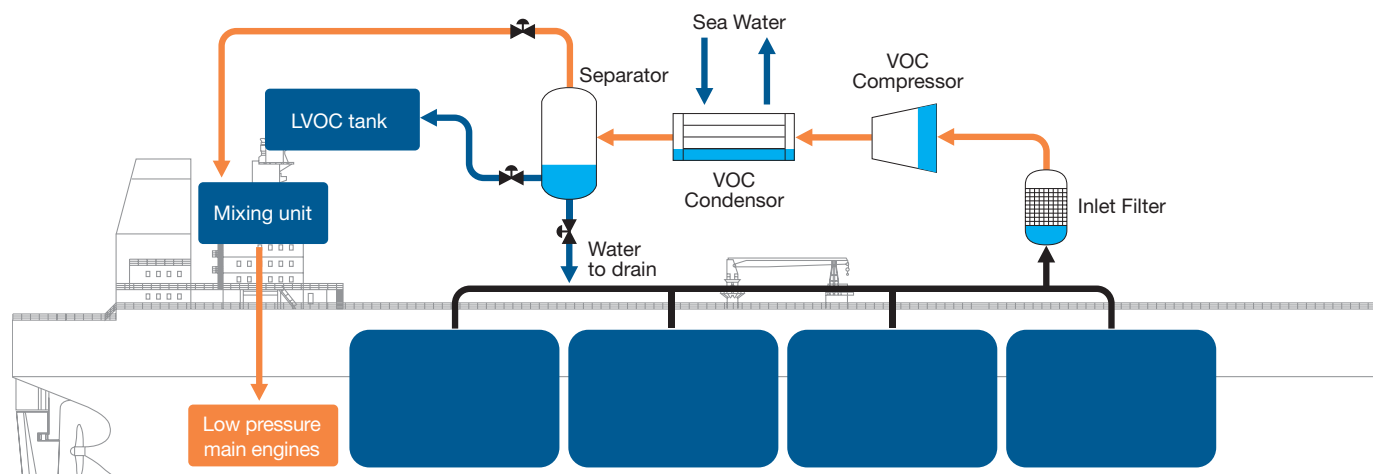 Sea Water
VOC
Compressor
Separator
LVOC tank
VOC
Condensor
Mixing unit
Inlet Filter
Water
to drain
Low pressure
main engines